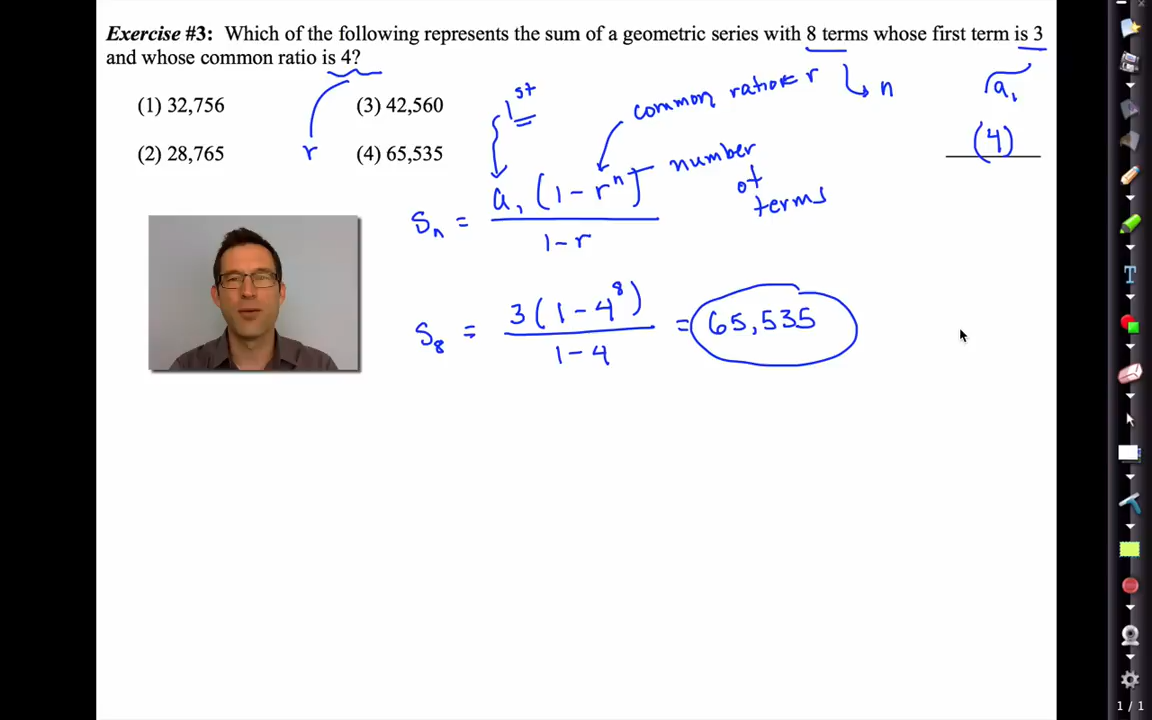 Exercise #3: Which of the following represents the sum of a geometric series with 8 terms whose first term is 3
and whose common ratio is 4?
(1) 32,756 (3) 42,560
(2) 28,765 (4) 65,535
r
1st
common ratio r
n
a₁
(4)
number
of
terms
Sₙ = a₁ (1 - rⁿ) / 1 - r
S₈ = 3 (1 - 4⁸) / 1 - 4 = 65,535
T
1 / 1